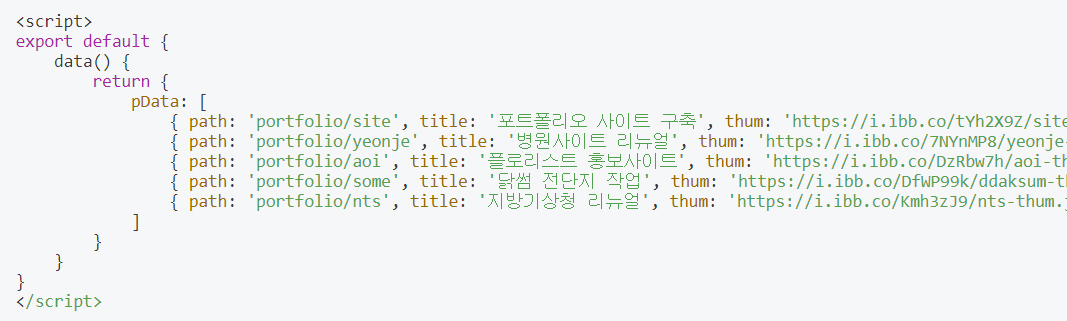 <script>
export default {
    data() {
        return {
            pData: [
                { path: 'portfolio/site', title: '포트폴리오 사이트 구축', thum: 'https://i.ibb.co/tYh2X9Z/site
                { path: 'portfolio/yeonje', title: '병원사이트 리뉴얼', thum: 'https://i.ibb.co/7NYnMP8/yeonje-
                { path: 'portfolio/aoi', title: '플로리스트 홍보사이트', thum: 'https://i.ibb.co/DzRbw7h/aoi-th
                { path: 'portfolio/some', title: '닭썸 전단지 작업', thum: 'https://i.ibb.co/DfWP99k/ddaksum-th
                { path: 'portfolio/nts', title: '지방기상청 리뉴얼', thum: 'https://i.ibb.co/Kmh3zJ9/nts-thum.j
            ]
        }
    }
}
</script>